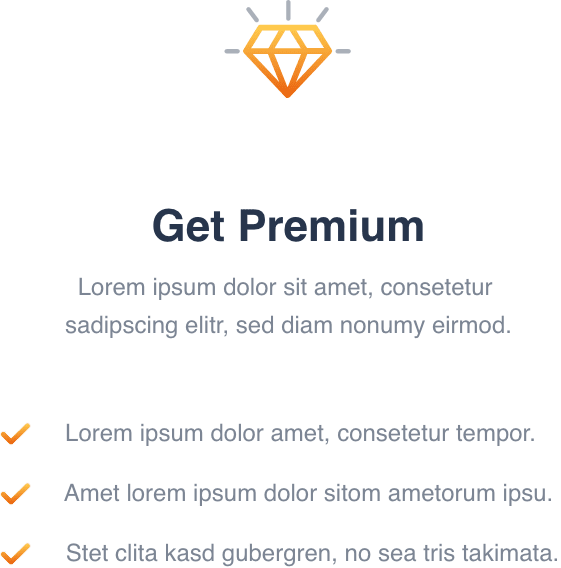 Get Premium
Lorem ipsum dolor sit amet, consetetur
sadipscing elitr, sed diam nonumy eirmod.
Lorem ipsum dolor amet, consetetur tempor.
Amet lorem ipsum dolor sitom ametorum ipsu.
Stet clita kasd gubergren, no sea tris takimata.